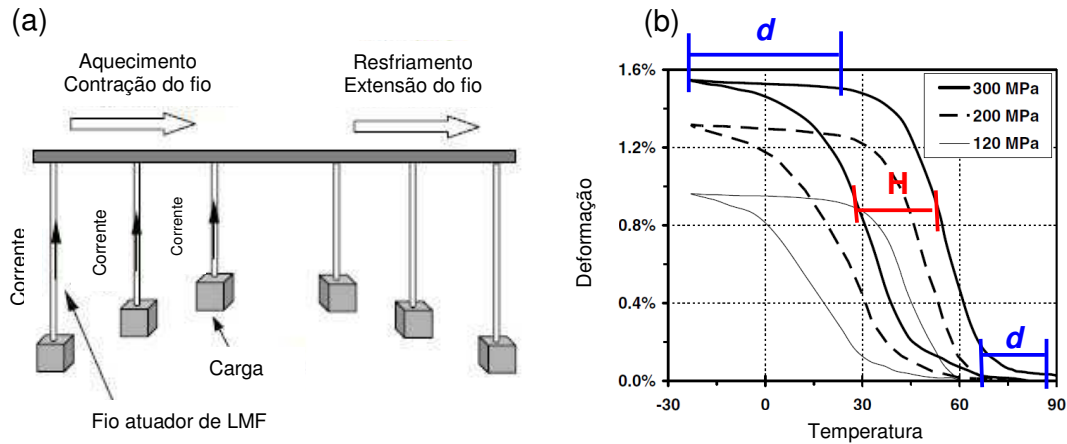 (a)
Aquecimento
Contração do fio
Resfriamento
Extensão do fio
Corrente
Corrente
Corrente
Carga
Fio atuador de LMF
(b)
d
1.6%
1.2%
0.8%
0.4%
0.0%
Deformação
300 MPa
200 MPa
120 MPa
H
d
-30
0
30
60
90
Temperatura